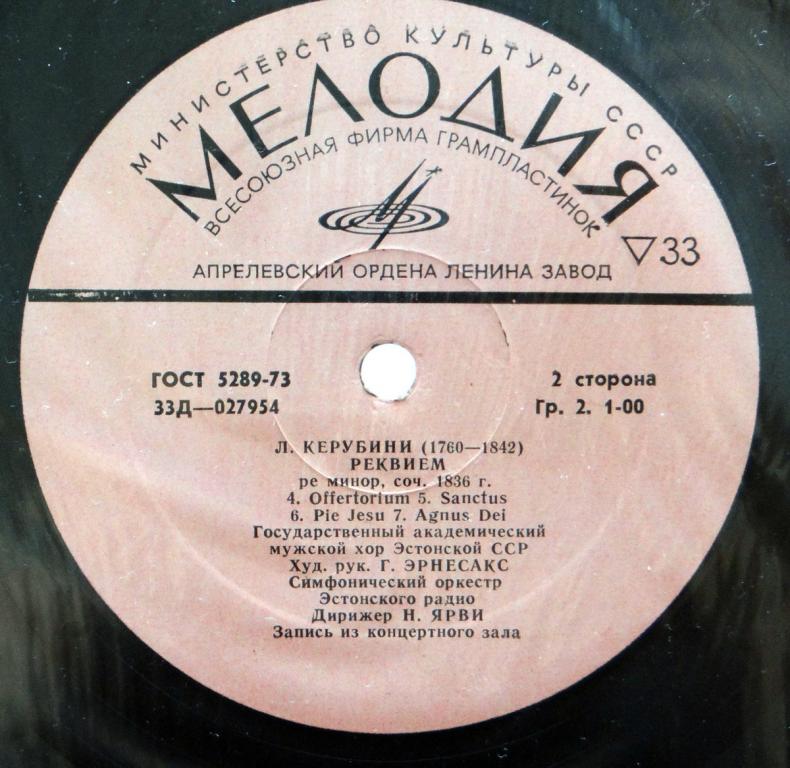 МИНИСТЕРСТВО КУЛЬТУРЫ СССР
МЕЛОДИЯ
ВСЕСОЮЗНАЯ ФИРМА ГРАМПЛАСТИНОК
▽33
АПРЕЛЕВСКИЙ ОРДЕНА ЛЕНИНА ЗАВОД
ГОСТ 5289-73
2 сторона
33Д—027954
Гр. 2. 1-00
Л. КЕРУБИНИ (1760—1842)
РЕКВИЕМ
ре минор, соч. 1836 г.
4. Offertorium 5. Sanctus
6. Pie Jesu 7. Agnus Dei
Государственный академический
мужской хор Эстонской ССР
Худ. рук. Г. ЭРНЕСАКС
Симфонический оркестр
Эстонского радио
Дирижер Н. ЯРВИ
Запись из концертного зала